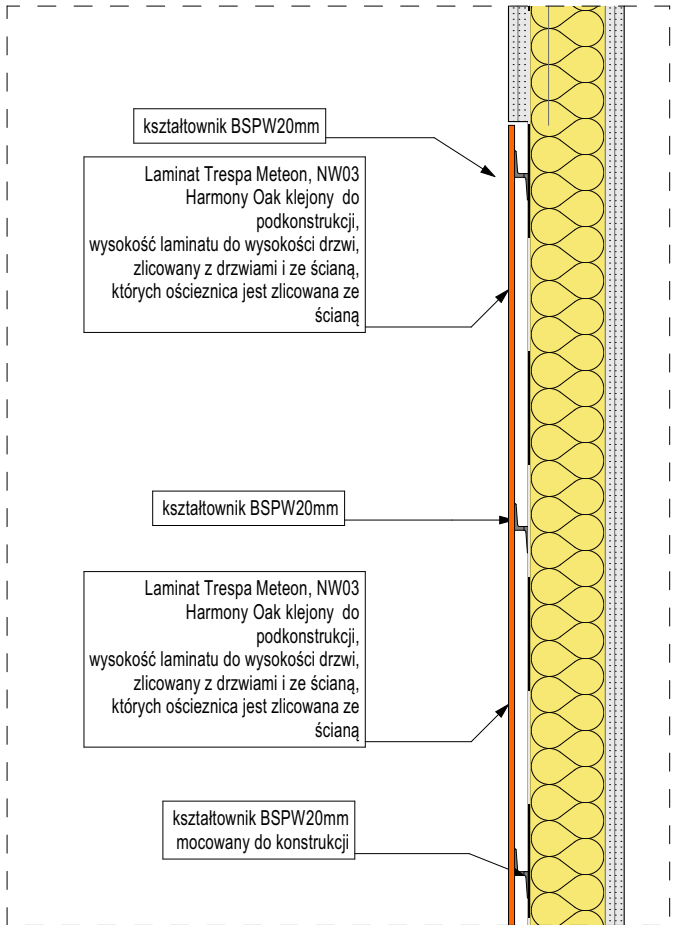 kształtownik BSPW20mm
Laminat Trespa Meteon, NW03
Harmony Oak klejony do
podkonstrukcji,
wysokość laminatu do wysokości drzwi,
zlicowany z drzwiami i ze ścianą,
których ościeznica jest zlicowana ze
ścianą
kształtownik BSPW20mm
Laminat Trespa Meteon, NW03
Harmony Oak klejony do
podkonstrukcji,
wysokość laminatu do wysokości drzwi,
zlicowany z drzwiami i ze ścianą,
których ościeznica jest zlicowana ze
ścianą
kształtownik BSPW20mm
mocowany do konstrukcji